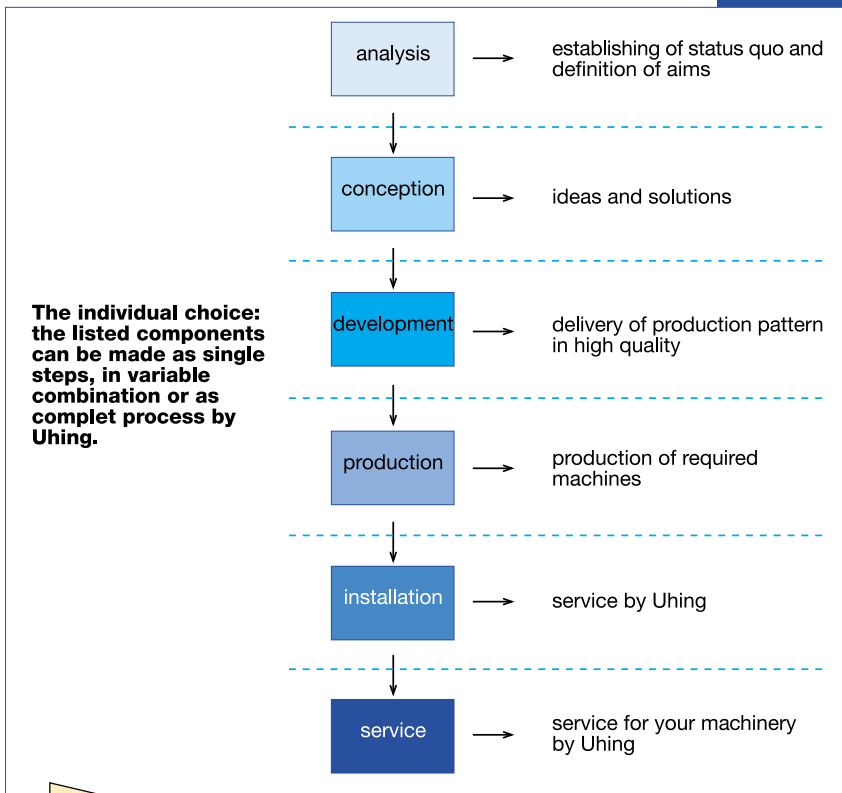 analysis
establishing of status quo and
definition of aims
conception
ideas and solutions
The individual choice:
the listed components
can be made as single
steps, in variable
combination or as
complet process by
Uhing.
development
delivery of production pattern
in high quality
production
production of required
machines
installation
service by Uhing
service
service for your machinery
by Uhing